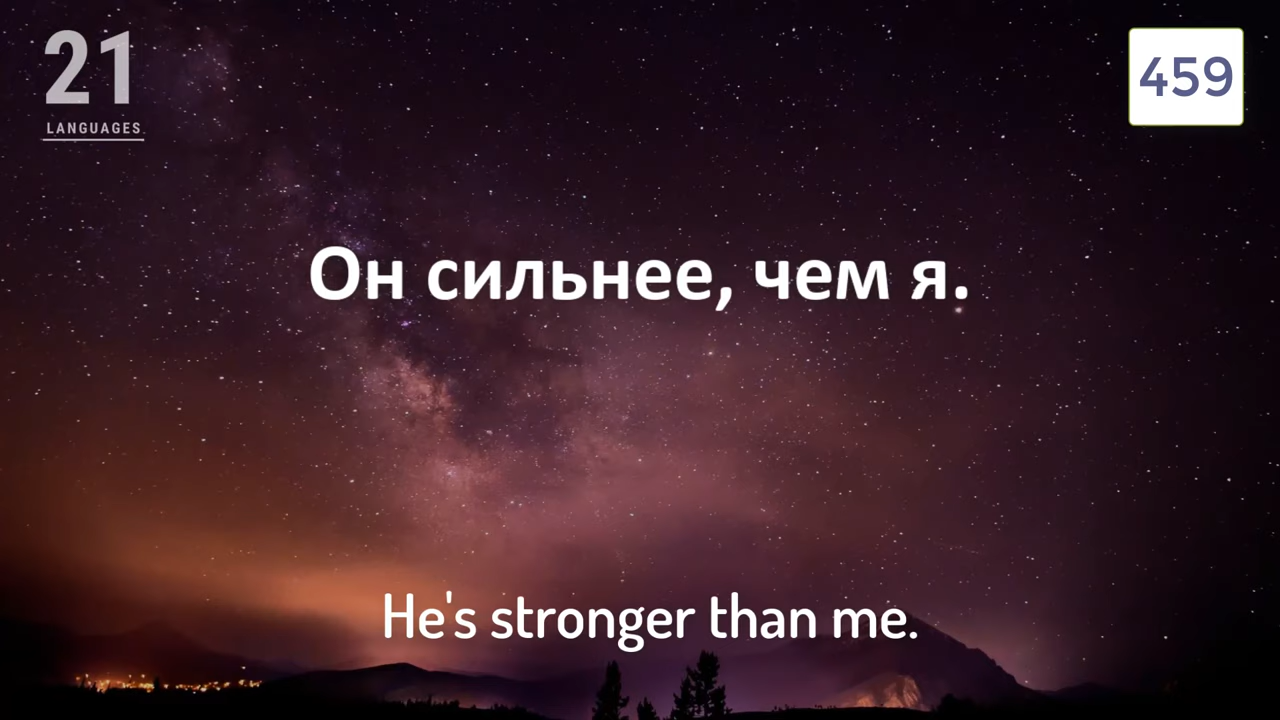 21
LANGUAGES
459
Он сильнее, чем я.
He's stronger than me.